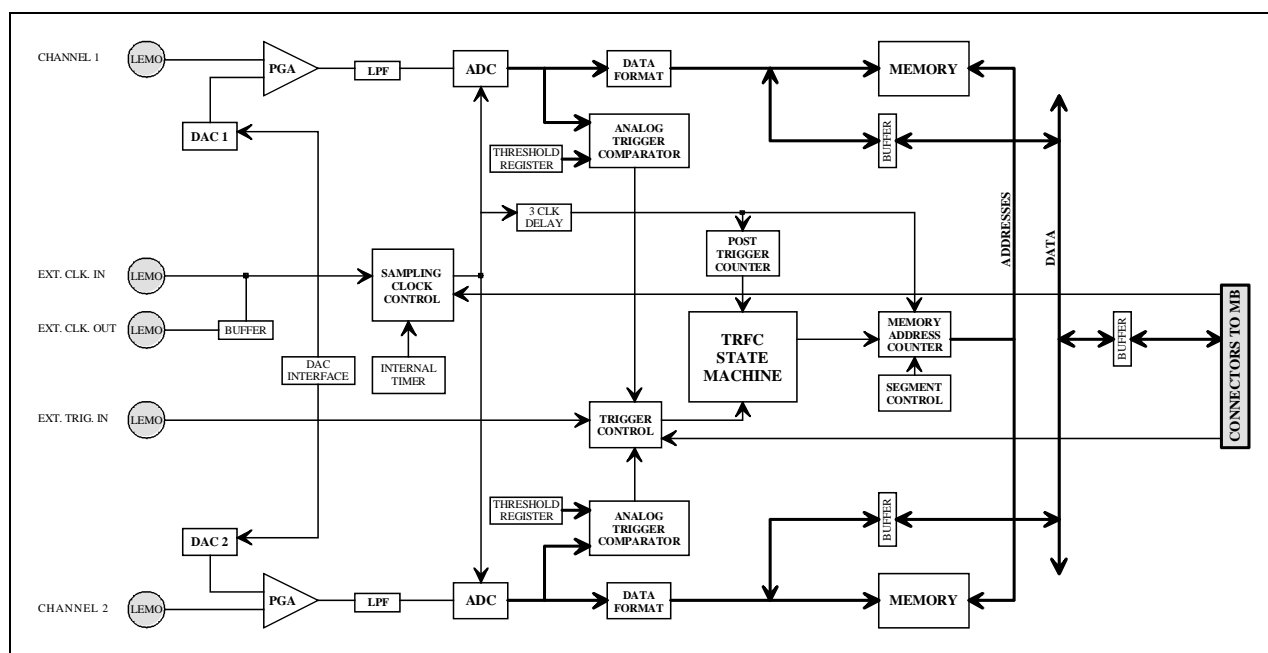 CHANNEL 1
LEMO
PGA
LPF
ADC
DATA
FORMAT
MEMORY
DAC 1
THRESHOLD
REGISTER
ANALOG
TRIGGER
COMPARATOR
BUFFER
3 CLK
DELAY
POST
TRIGGER
COUNTER
ADDRESSES
DATA
EXT. CLK. IN
LEMO
SAMPLING
CLOCK
CONTROL
EXT. CLK. OUT
LEMO
BUFFER
TRFC
STATE
MACHINE
MEMORY
ADDRESS
COUNTER
BUFFER
CONNECTORS TO MB
DAC
INTERFACE
INTERNAL
TIMER
SEGMENT
CONTROL
EXT. TRIG. IN
LEMO
TRIGGER
CONTROL
THRESHOLD
REGISTER
ANALOG
TRIGGER
COMPARATOR
BUFFER
DAC 2
CHANNEL 2
LEMO
PGA
LPF
ADC
DATA
FORMAT
MEMORY